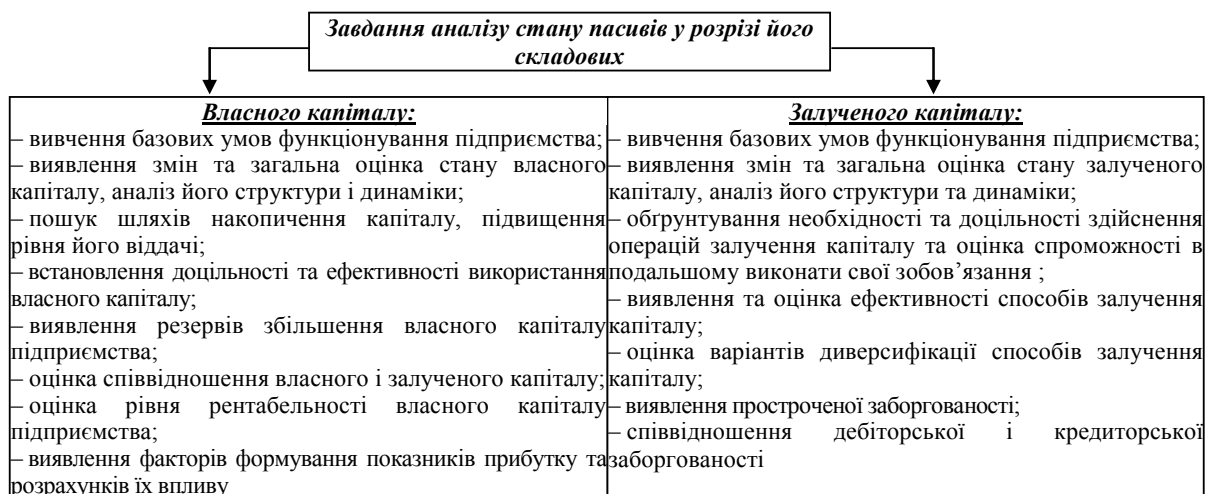 Завдання аналізу стану пасивів у розрізі його
складових
Власного капіталу:
– вивчення базових умов функціонування підприємства;
– виявлення змін та загальна оцінка стану власного
капіталу, аналіз його структури і динаміки;
– пошук шляхів накопичення капіталу, підвищення
рівня його віддачі;
– встановлення доцільності та ефективності використання
власного капіталу;
– виявлення резервів збільшення власного капіталу
підприємства;
– оцінка співвідношення власного і залученого капіталу;
– оцінка рівня рентабельності власного капіталу
підприємства;
– виявлення факторів формування показників прибутку та
розрахунків їх впливу
Залученого капіталу:
– вивчення базових умов функціонування підприємства;
– виявлення змін та загальна оцінка стану залученого
капіталу, аналіз його структури та динаміки;
– обґрунтування необхідності та доцільності здійснення
операцій залучення капіталу та оцінка спроможності в
подальшому виконати свої зобов’язання ;
– виявлення та оцінка ефективності способів залучення
капіталу;
– оцінка варіантів диверсифікації способів залучення
капіталу;
– виявлення простроченої заборгованості;
– співвідношення дебіторської і кредиторської
заборгованості